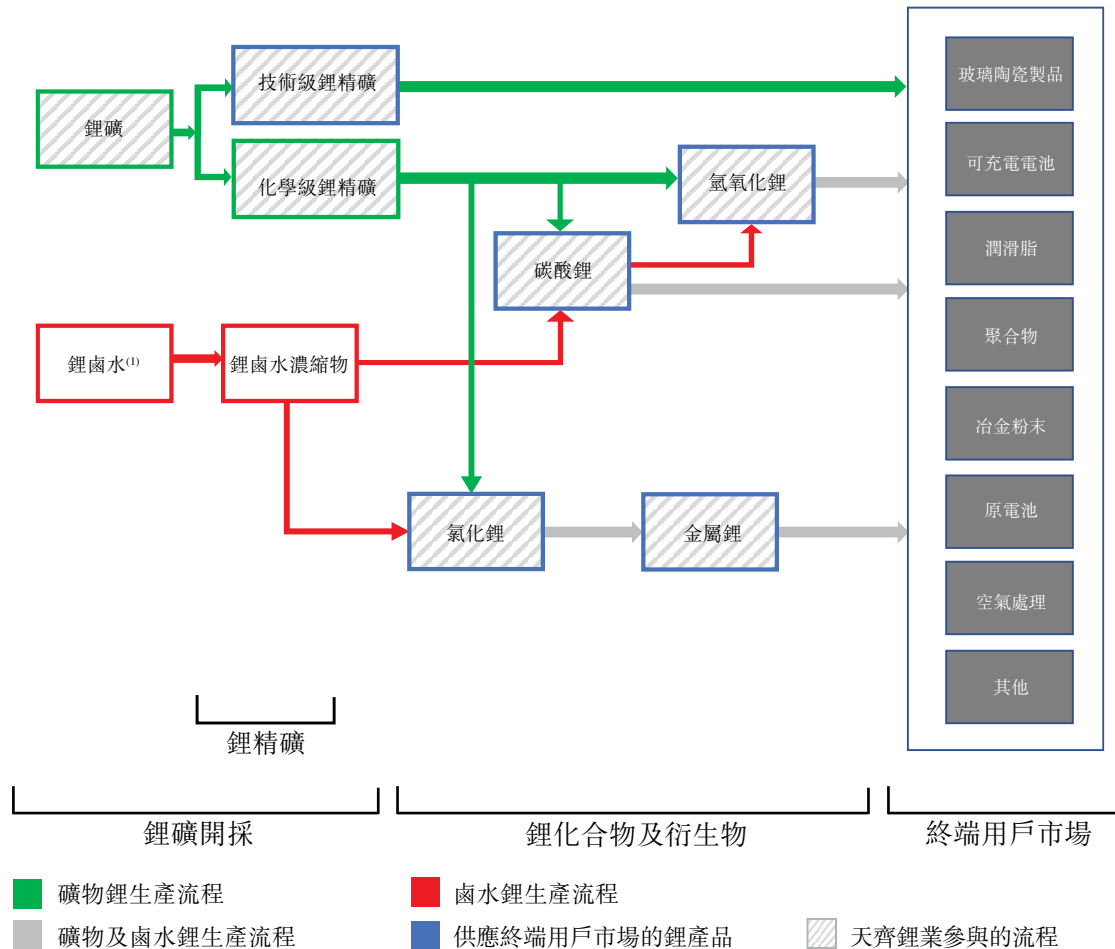 技術級鋰精礦
玻璃陶瓷製品
鋰礦
可充電電池
化學級鋰精礦
氫氧化鋰
潤滑脂
碳酸鋰
聚合物
鋰鹵水(1)
鋰鹵水濃縮物
冶金粉末
原電池
氯化鋰
金屬鋰
空氣處理
其他
鋰精礦
鋰礦開採
鋰化合物及衍生物
終端用戶市場
礦物鋰生產流程
鹵水鋰生產流程
礦物及鹵水鋰生產流程
供應終端用戶市場的鋰產品
天齊鋰業參與的流程